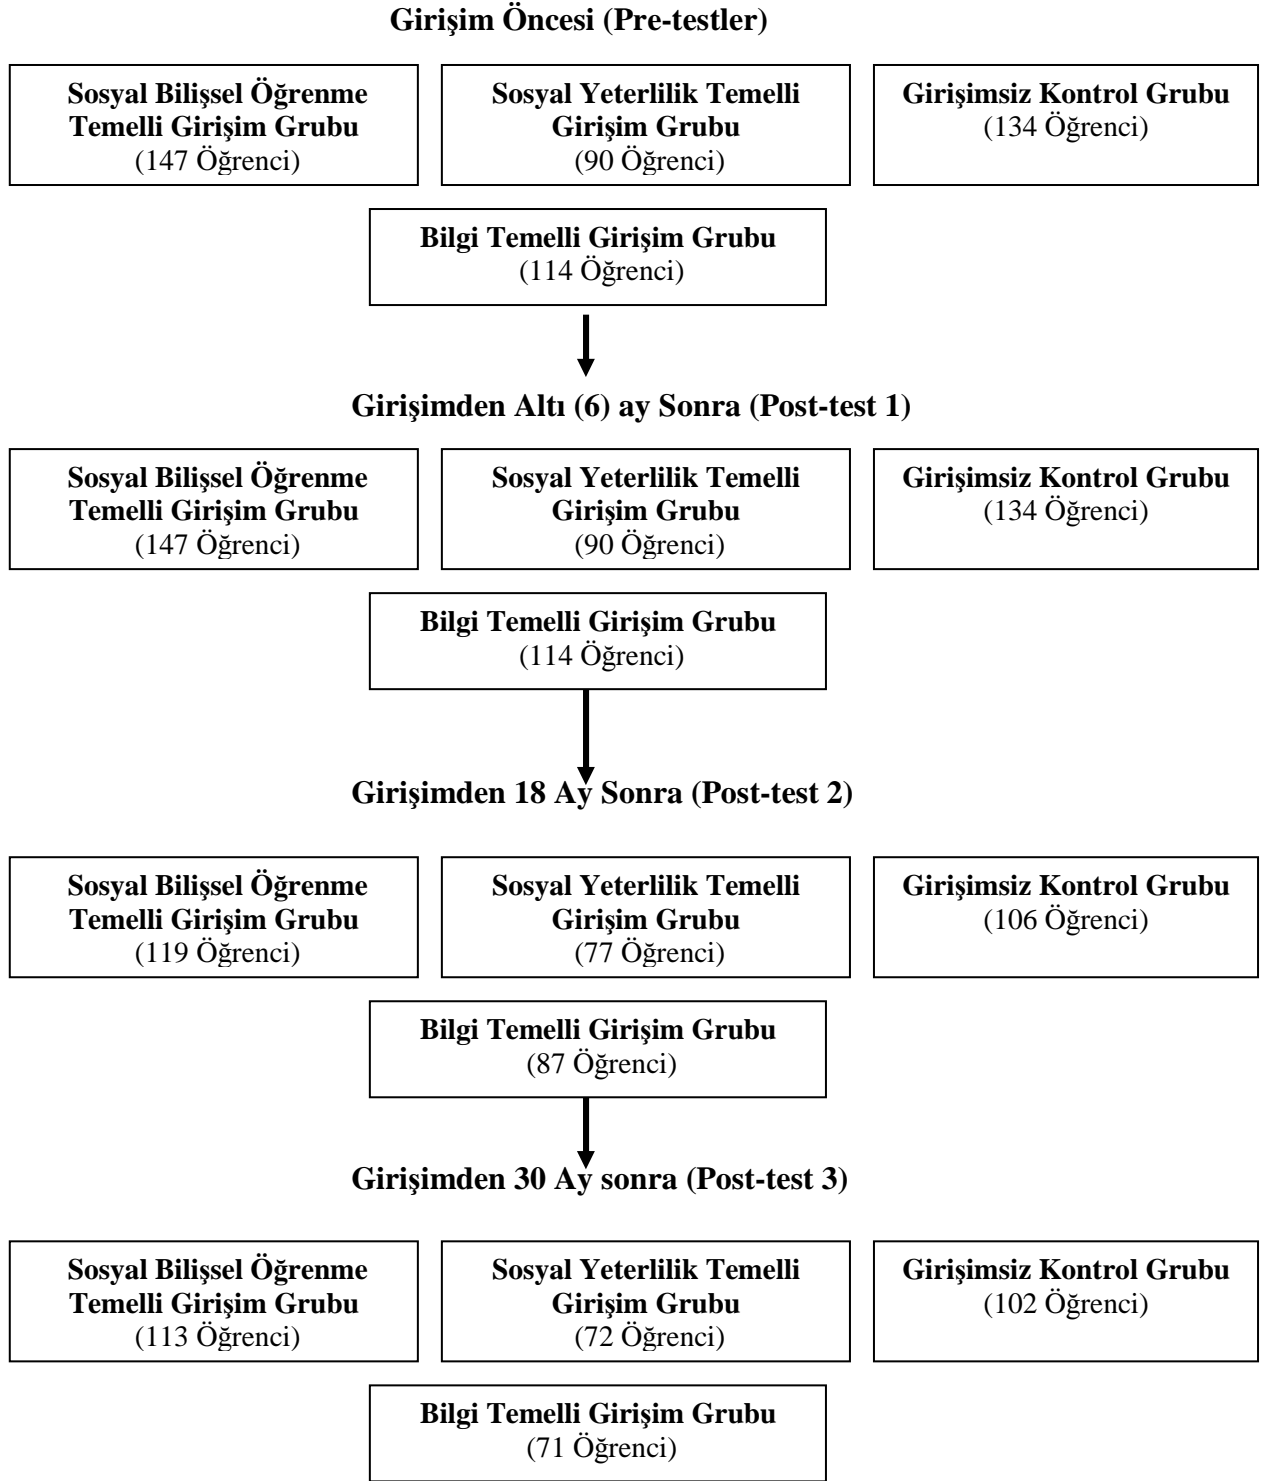 Girişim Öncesi (Pre-testler)
Sosyal Bilişsel Öğrenme
Temelli Girişim Grubu
(147 Öğrenci)
Sosyal Yeterlilik Temelli
Girişim Grubu
(90 Öğrenci)
Girişimsiz Kontrol Grubu
(134 Öğrenci)
Bilgi Temelli Girişim Grubu
(114 Öğrenci)
Girişimden Altı (6) ay Sonra (Post-test 1)
Sosyal Bilişsel Öğrenme
Temelli Girişim Grubu
(147 Öğrenci)
Sosyal Yeterlilik Temelli
Girişim Grubu
(90 Öğrenci)
Girişimsiz Kontrol Grubu
(134 Öğrenci)
Bilgi Temelli Girişim Grubu
(114 Öğrenci)
Girişimden 18 Ay Sonra (Post-test 2)
Sosyal Bilişsel Öğrenme
Temelli Girişim Grubu
(119 Öğrenci)
Sosyal Yeterlilik Temelli
Girişim Grubu
(77 Öğrenci)
Girişimsiz Kontrol Grubu
(106 Öğrenci)
Bilgi Temelli Girişim Grubu
(87 Öğrenci)
Girişimden 30 Ay sonra (Post-test 3)
Sosyal Bilişsel Öğrenme
Temelli Girişim Grubu
(113 Öğrenci)
Sosyal Yeterlilik Temelli
Girişim Grubu
(72 Öğrenci)
Girişimsiz Kontrol Grubu
(102 Öğrenci)
Bilgi Temelli Girişim Grubu
(71 Öğrenci)